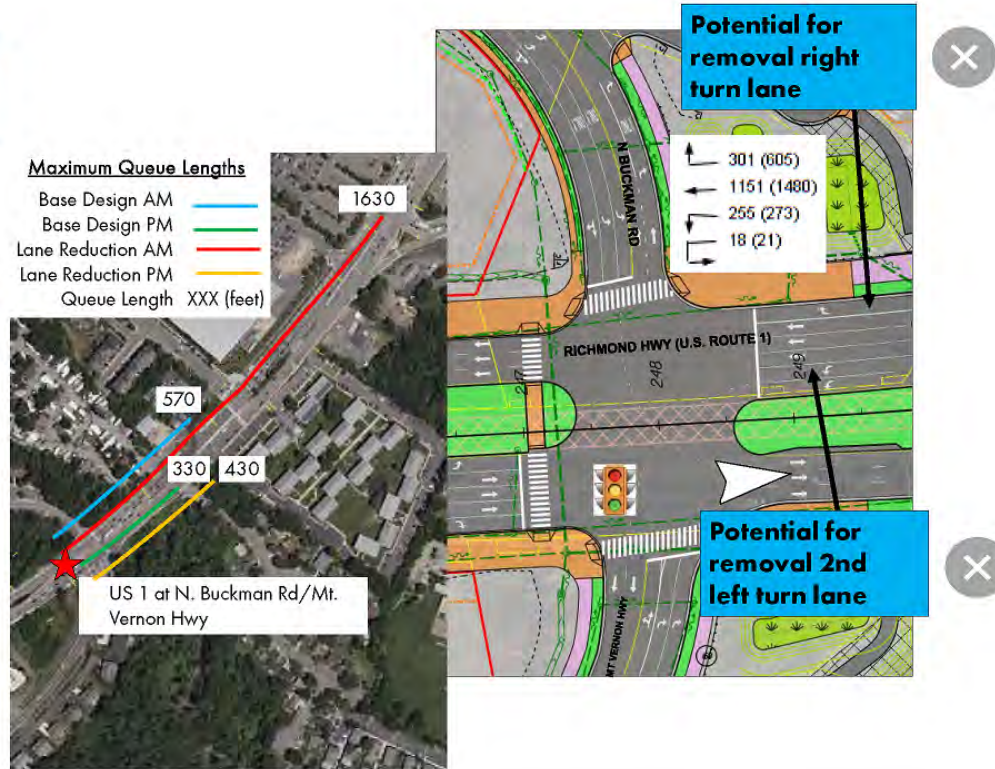 Potential for
removal right
turn lane
Maximum Queue Lengths
Base Design AM
Base Design PM
Lane Reduction AM
Lane Reduction PM
Queue Length XXX (feet)
1630
570
330
430
US 1 at N. Buckman Rd/Mt.
Vernon Hwy
N BUCKMAN RD
301 (605)
1151 (1480)
255 (273)
18 (21)
RICHMOND HWY (U.S. ROUTE 1)
247
248
249
Potential for
removal 2nd
left turn lane
MT VERNON HWY